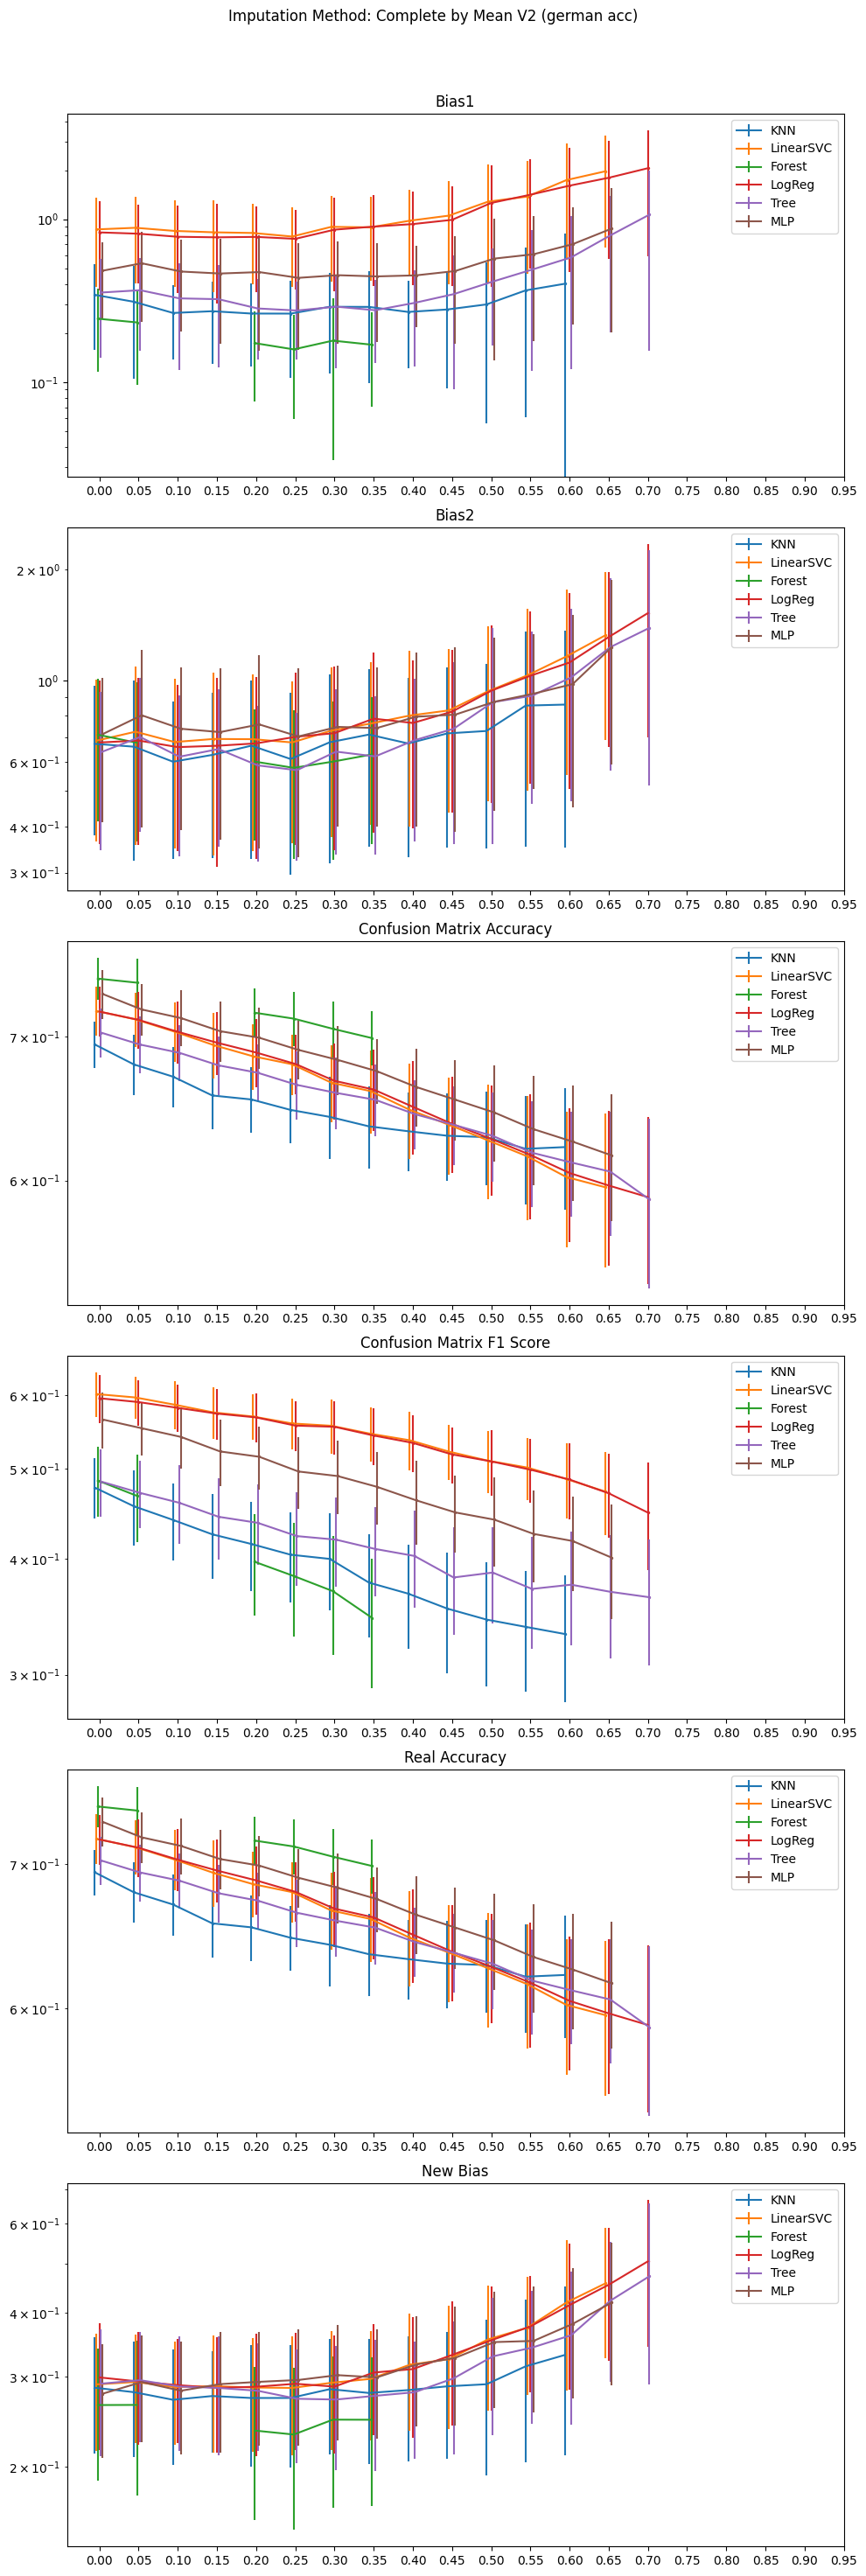 Imputation Method: Complete by Mean V2 (german acc)
Bias1
10⁰
10⁻¹
KNN
LinearSVC
Forest
LogReg
Tree
MLP
0.00 0.05 0.10 0.15 0.20 0.25 0.30 0.35 0.40 0.45 0.50 0.55 0.60 0.65 0.70 0.75 0.80 0.85 0.90 0.95
Bias2
2 × 10⁰
10⁰
6 × 10⁻¹
4 × 10⁻¹
3 × 10⁻¹
KNN
LinearSVC
Forest
LogReg
Tree
MLP
0.00 0.05 0.10 0.15 0.20 0.25 0.30 0.35 0.40 0.45 0.50 0.55 0.60 0.65 0.70 0.75 0.80 0.85 0.90 0.95
Confusion Matrix Accuracy
7 × 10⁻¹
6 × 10⁻¹
KNN
LinearSVC
Forest
LogReg
Tree
MLP
0.00 0.05 0.10 0.15 0.20 0.25 0.30 0.35 0.40 0.45 0.50 0.55 0.60 0.65 0.70 0.75 0.80 0.85 0.90 0.95
Confusion Matrix F1 Score
6 × 10⁻¹
5 × 10⁻¹
4 × 10⁻¹
3 × 10⁻¹
KNN
LinearSVC
Forest
LogReg
Tree
MLP
0.00 0.05 0.10 0.15 0.20 0.25 0.30 0.35 0.40 0.45 0.50 0.55 0.60 0.65 0.70 0.75 0.80 0.85 0.90 0.95
Real Accuracy
7 × 10⁻¹
6 × 10⁻¹
KNN
LinearSVC
Forest
LogReg
Tree
MLP
0.00 0.05 0.10 0.15 0.20 0.25 0.30 0.35 0.40 0.45 0.50 0.55 0.60 0.65 0.70 0.75 0.80 0.85 0.90 0.95
New Bias
6 × 10⁻¹
4 × 10⁻¹
3 × 10⁻¹
2 × 10⁻¹
KNN
LinearSVC
Forest
LogReg
Tree
MLP
0.00 0.05 0.10 0.15 0.20 0.25 0.30 0.35 0.40 0.45 0.50 0.55 0.60 0.65 0.70 0.75 0.80 0.85 0.90 0.95